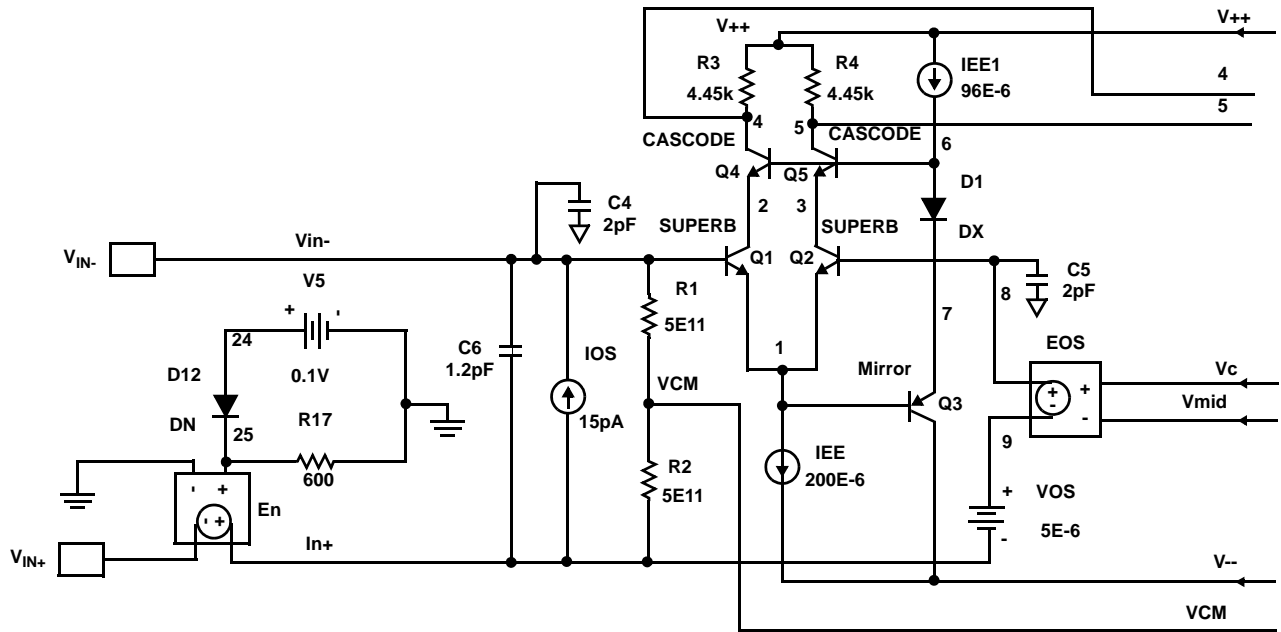 V++
V++
R3
4.45k
R4
4.45k
IEE1
96E-6
4
5
4
5
CASCODE
CASCODE
6
Q4
Q5
D1
2
3
DX
C4
2pF
SUPERB
SUPERB
VIN-
Vin-
Q1
Q2
C5
2pF
8
V5
+
-
24
0.1V
R1
5E11
7
1
EOS
C6
1.2pF
IOS
15pA
VCM
Mirror
Q3
+
-
+
-
Vc
Vmid
D12
DN
25
R17
600
9
R2
5E11
IEE
200E-6
- +
En
- +
+
VOS
5E-6
-
In+
VIN+
V--
VCM